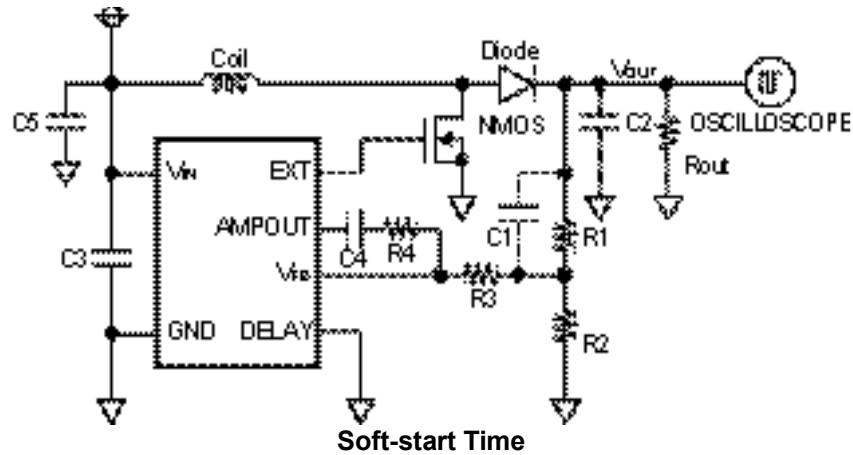 Coil
Diode
Vout
C5
NMOS
C2
OSCILLOSCOPE
Rout
VIN
EXT
AMPOUT
C4
R4
C1
R1
C3
VFB
R3
GND
DELAY
R2
Soft-start Time